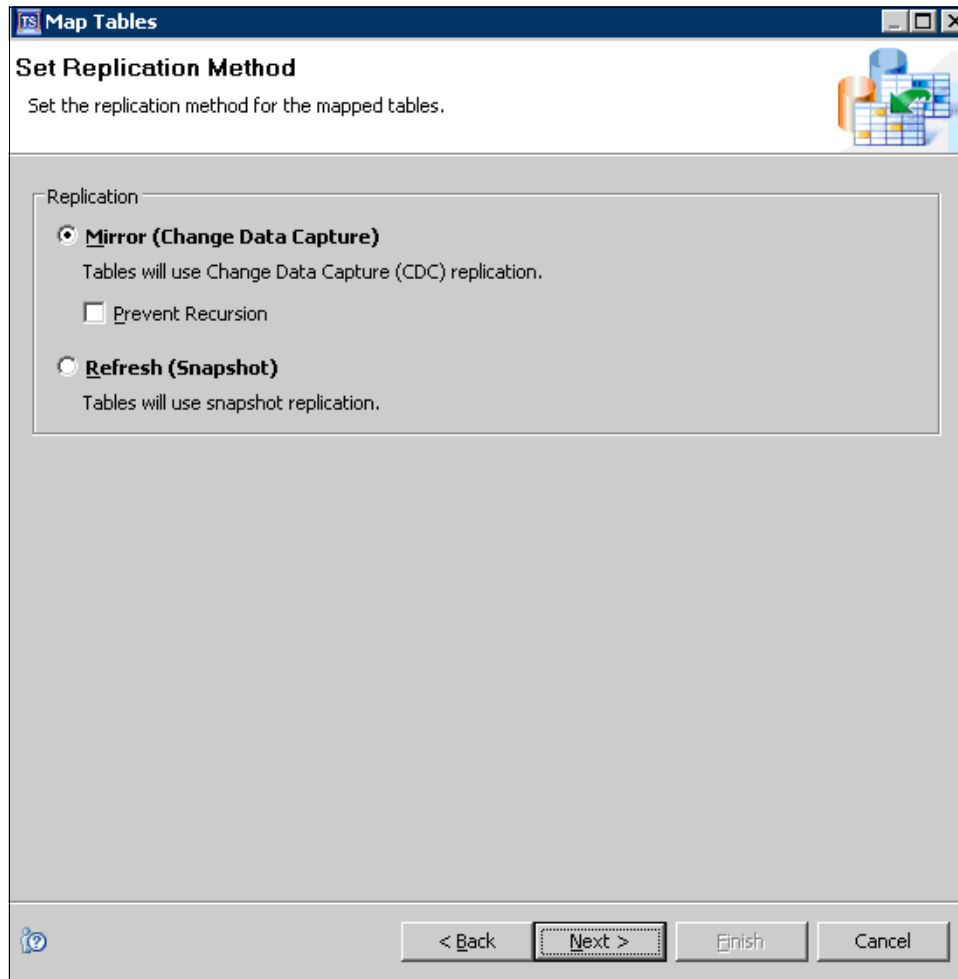 TS Map Tables
Set Replication Method
Set the replication method for the mapped tables.
Replication
Mirror (Change Data Capture)
Tables will use Change Data Capture (CDC) replication.
Prevent Recursion
Refresh (Snapshot)
Tables will use snapshot replication.
? < Back Next > Finish Cancel